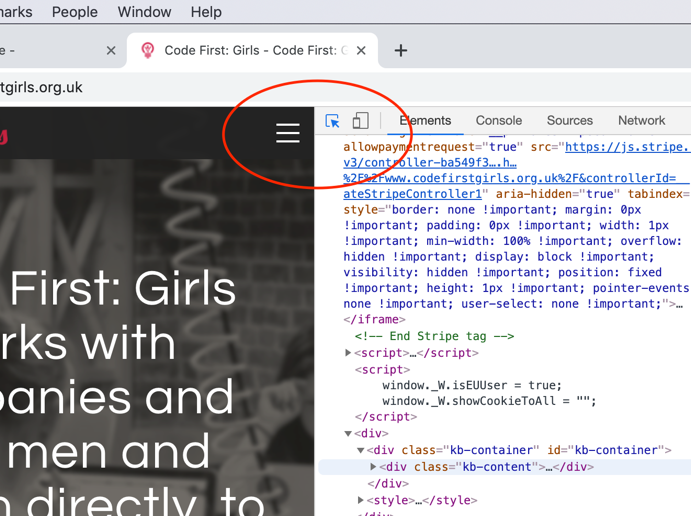 narks People Window Help
e -
Code First: Girls - Code First: G
tgirls.org.uk
s
Elements Console Sources Network
allowpaymentrequest="true" src="https://js.stripe.
v3/controller-ba549f3….h…
%2F%2Fwww.codefirstgirls.org.uk%2F&controllerId=__
ateStripeController1" aria-hidden="true" tabindex=
style="border: none !important; margin: 0px
!important; padding: 0px !important; width: 1px
!important; min-width: 100% !important; overflow:
hidden !important; display: block !important;
visibility: hidden !important; position: fixed
!important; height: 1px !important; pointer-events
none !important; user-select: none !important;">…
</iframe>
<!-- End Stripe tag -->
<script>…</script>
<script>
window._W.isEUUser = true;
window._W.showCookieToAll = "";
</script>
<div>
<div class="kb-container" id="kb-container">
<div class="kb-content">…</div>
</div>
<style>…</style>
</div>
First: Girls
rks with
panies and
men and
n directly, to